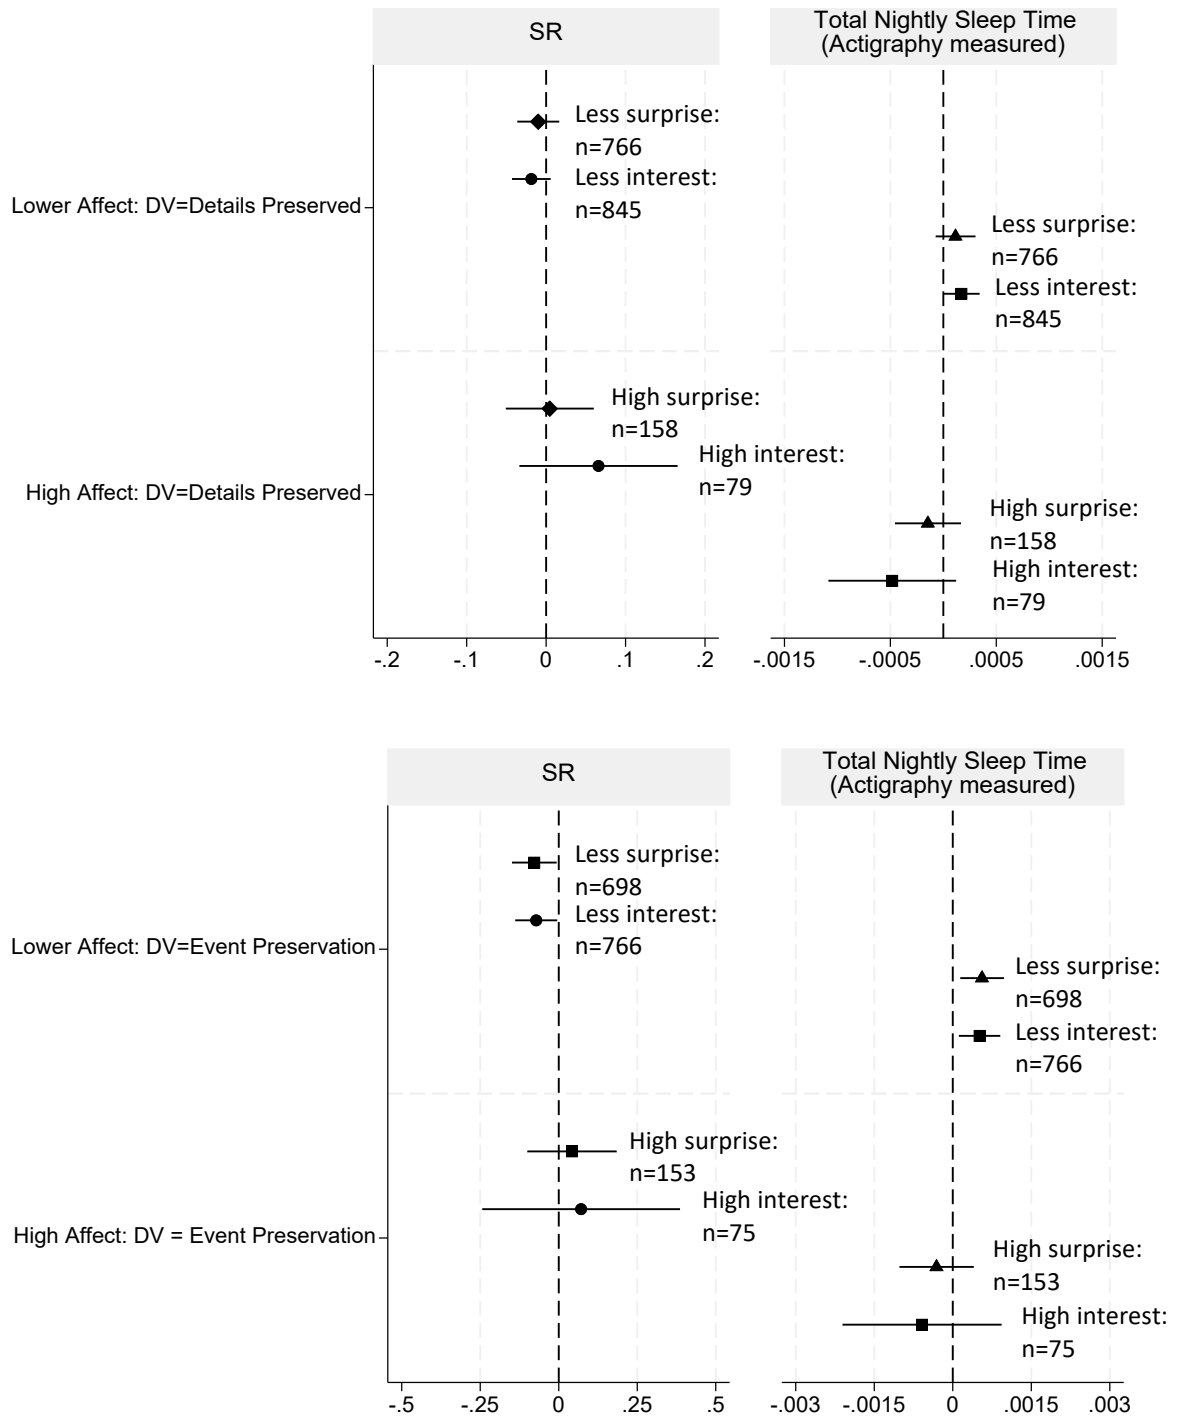 SR
Total Nightly Sleep Time
(Actigraphy measured)
Less surprise:
n=766
Less interest:
n=845
Lower Affect: DV=Details Preserved
Less surprise:
n=766
Less interest:
n=845
High surprise:
n=158
High interest:
n=79
High Affect: DV=Details Preserved
High surprise:
n=158
High interest:
n=79
-.2 -.1 0 .1 .2
-.0015 -.0005 .0005 .0015
SR
Total Nightly Sleep Time
(Actigraphy measured)
Less surprise:
n=698
Less interest:
n=766
Lower Affect: DV=Event Preservation
Less surprise:
n=698
Less interest:
n=766
High surprise:
n=153
High interest:
n=75
High Affect: DV = Event Preservation
High surprise:
n=153
High interest:
n=75
-.5 -.25 0 .25 .5
-.003 -.0015 0 .0015 .003